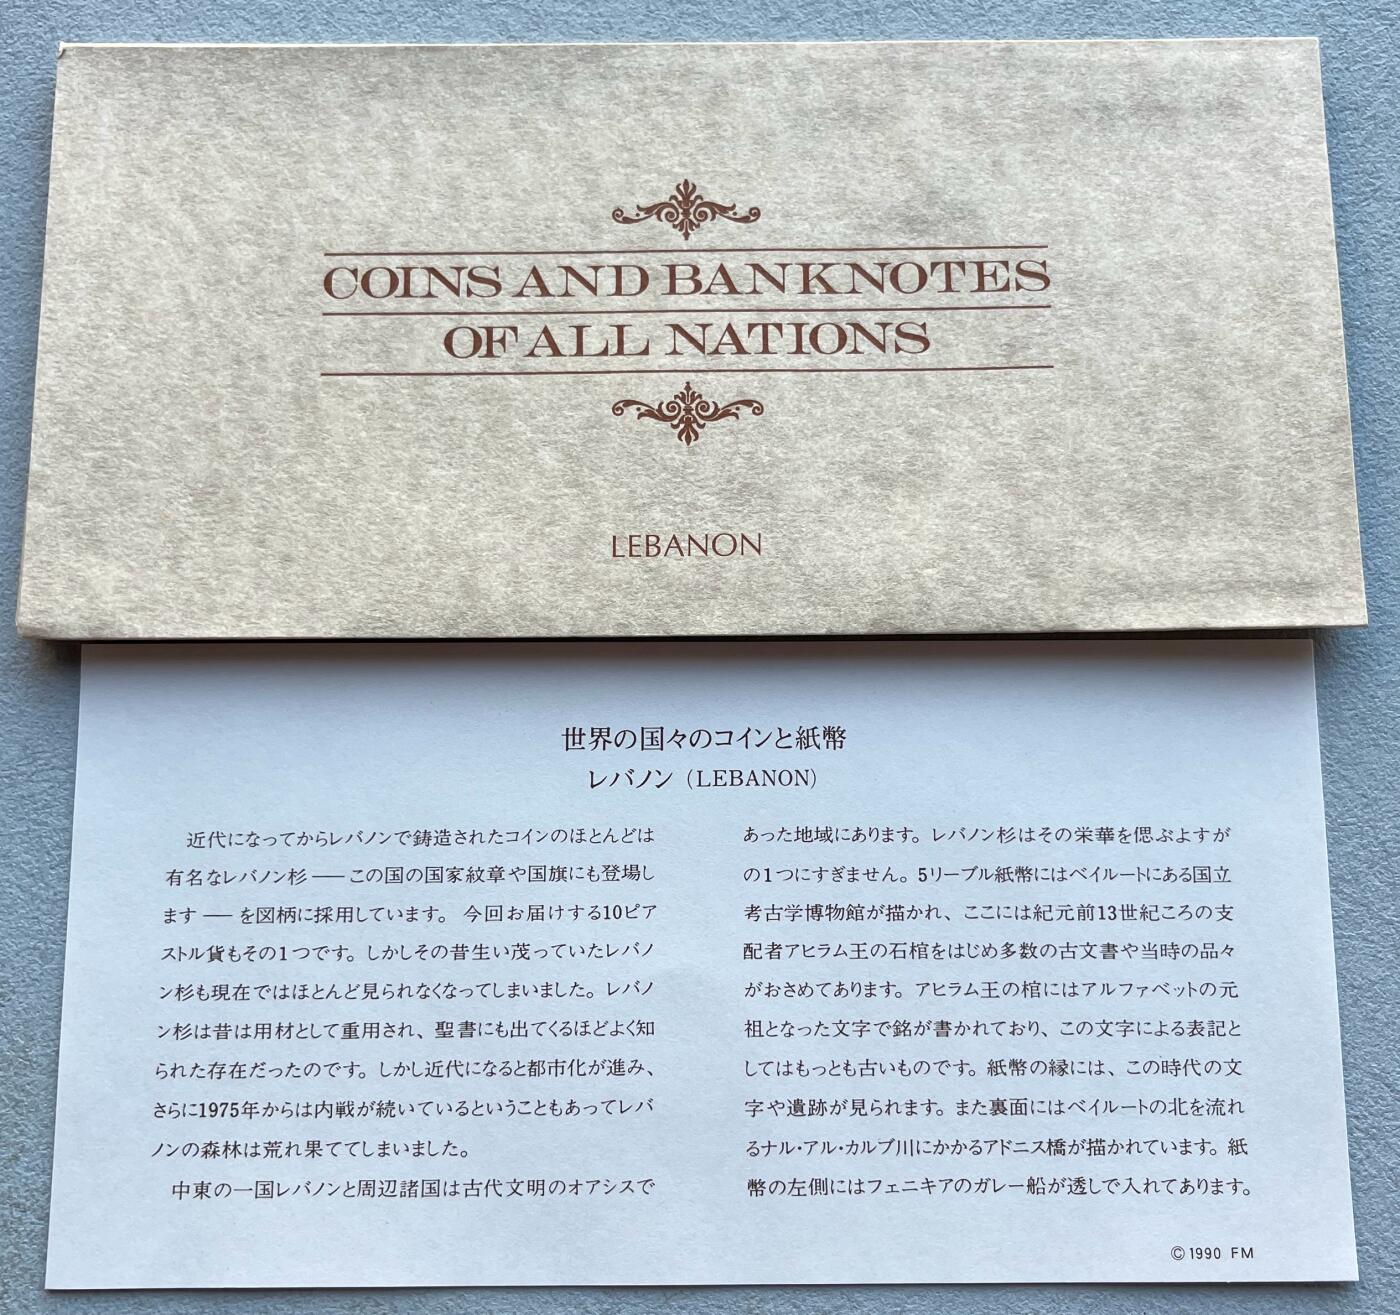 COINS AND BANKNOTES
OF ALL NATIONS
LEBANON
世界の国々のコインと紙幣
レバノン（LEBANON）
近代になってからレバノンで鋳造されたコインのほとんどは
有名なレバノン杉──この国の国家紋章や国旗にも登場し
ます──を図柄に採用しています。今回お届けする10ピア
ストル貨もその1つです。しかしその昔生い茂っていたレバノ
ン杉も現在ではほとんど見られなくなってしまいました。レバノ
ン杉は昔は用材として重用され、聖書にも出てくるほどよく知
られた存在だったのです。しかし近代になると都市化が進み、
さらに1975年からは内戦が続いているということもあってレバ
ノンの森林は荒れ果ててしまいました。
中東の一国レバノンと周辺諸国は古代文明のオアシスで
あった地域にあります。レバノン杉はその栄華を偲ぶよすが
の1つにすぎません。5リーブル紙幣にはベイルートにある国立
考古学博物館が描かれ、ここには紀元前13世紀ころの支
配者アヒラム王の石棺をはじめ多数の古文書や当時の品々
がおさめてあります。アヒラム王の棺にはアルファベットの元
祖となった文字で銘が書かれており、この文字による表記と
してはもっとも古いものです。紙幣の縁には、この時代の文
字や遺跡が見られます。また裏面にはベイルートの北を流れ
るナル・アル・カルブ川にかかるアドニス橋が描かれています。紙
幣の左側にはフェニキアのガレー船が透しで入れてあります。
©1990 FM